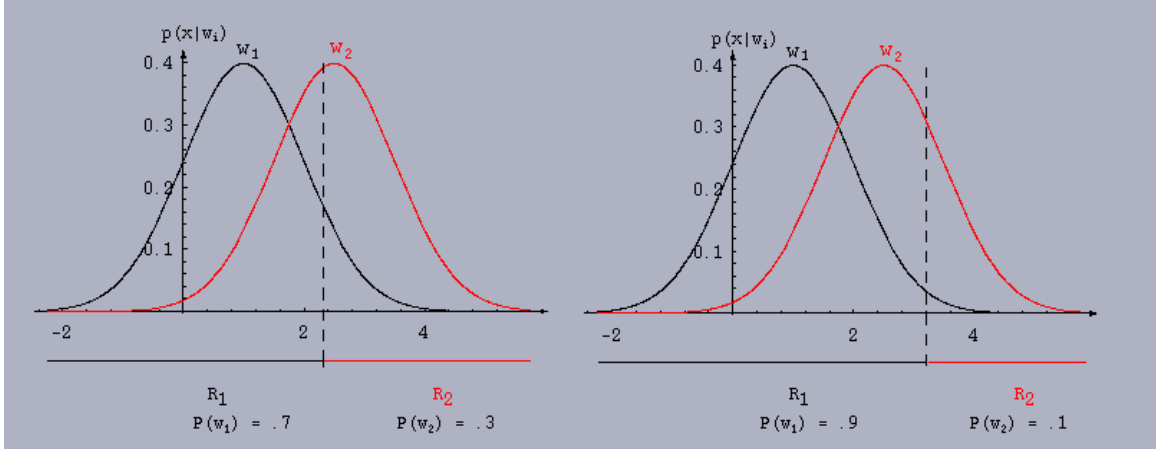 p(x|w₁)
w₁ w₂
0.4
0.3
0.2
0.1
-2 2 4
R₁ R₂
P(w₁) = .7 P(w₂) = .3
p(x|wᵢ)
w₁ w₂
0.4
0.3
0.2
0.1
-2 2 4
R₁ R₂
P(w₁) = .9 P(w₂) = .1